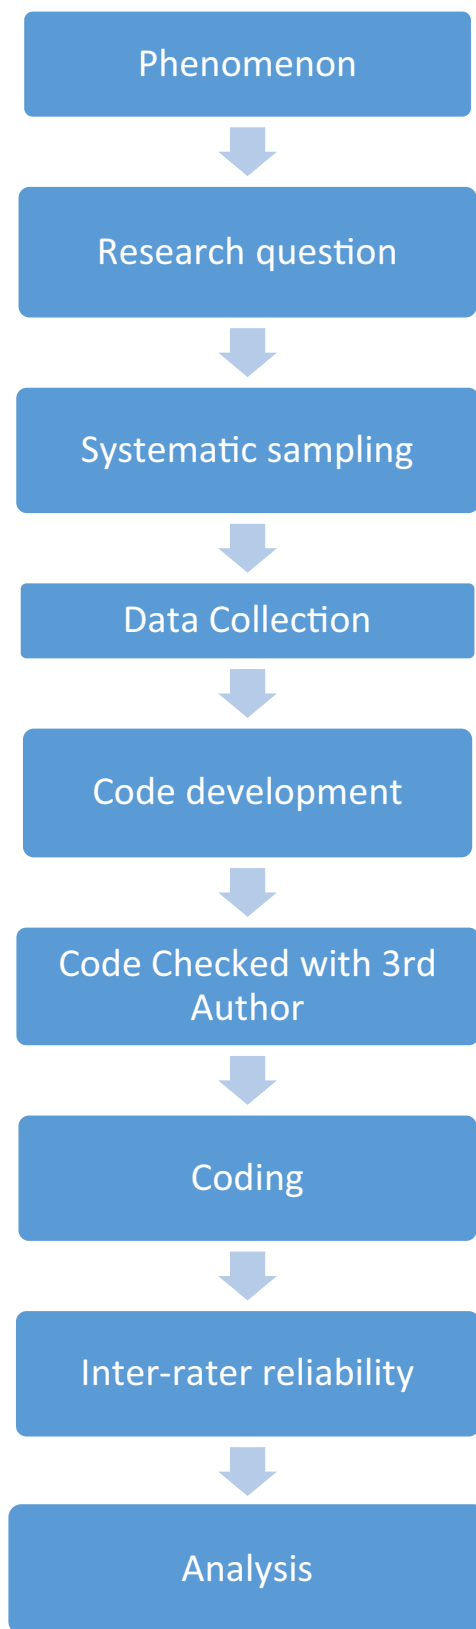 Phenomenon
Research question
Systematic sampling
Data Collection
Code development
Code Checked with 3rd
Author
Coding
Inter-rater reliability
Analysis